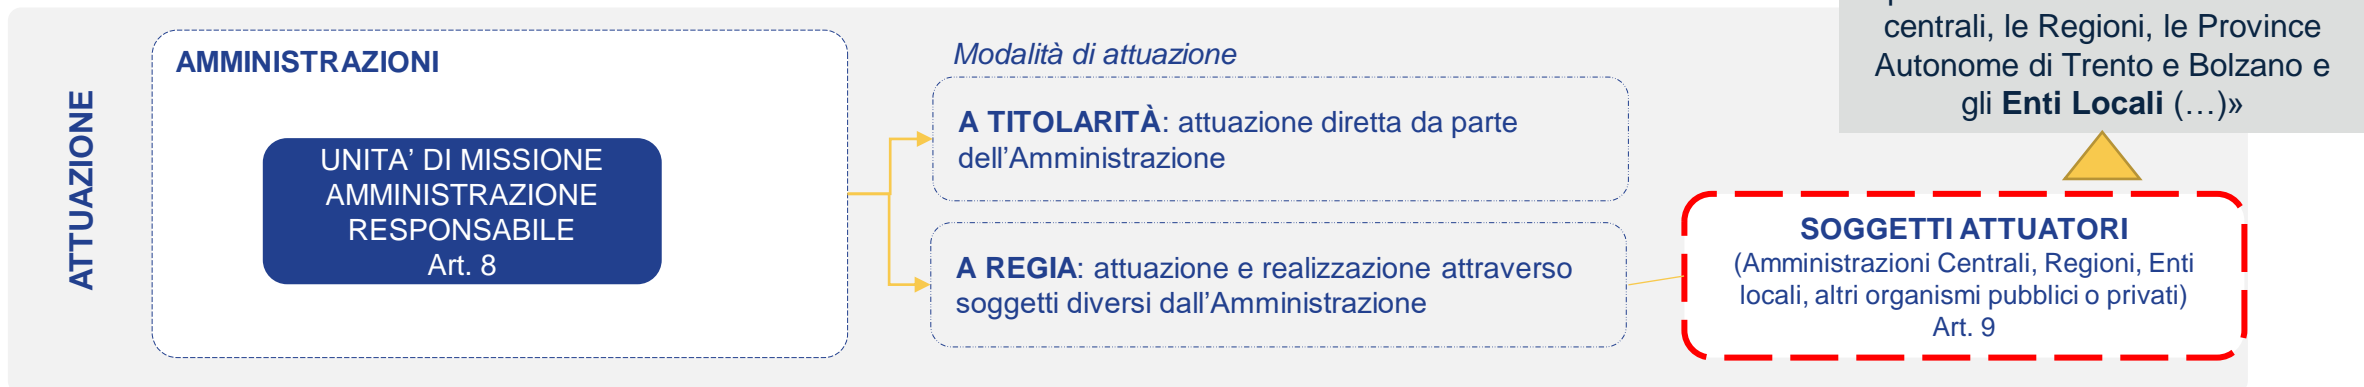 ATTUAZIONE
AMMINISTRAZIONI
UNITA’ DI MISSIONE
AMMINISTRAZIONE
RESPONSABILE
Art. 8
Modalità di attuazione
A TITOLARITÀ: attuazione diretta da parte
dell’Amministrazione
A REGIA: attuazione e realizzazione attraverso
soggetti diversi dall’Amministrazione
centrali, le Regioni, le Province
Autonome di Trento e Bolzano e
gli Enti Locali (…)»
SOGGETTI ATTUATORI
(Amministrazioni Centrali, Regioni, Enti
locali, altri organismi pubblici o privati)
Art. 9